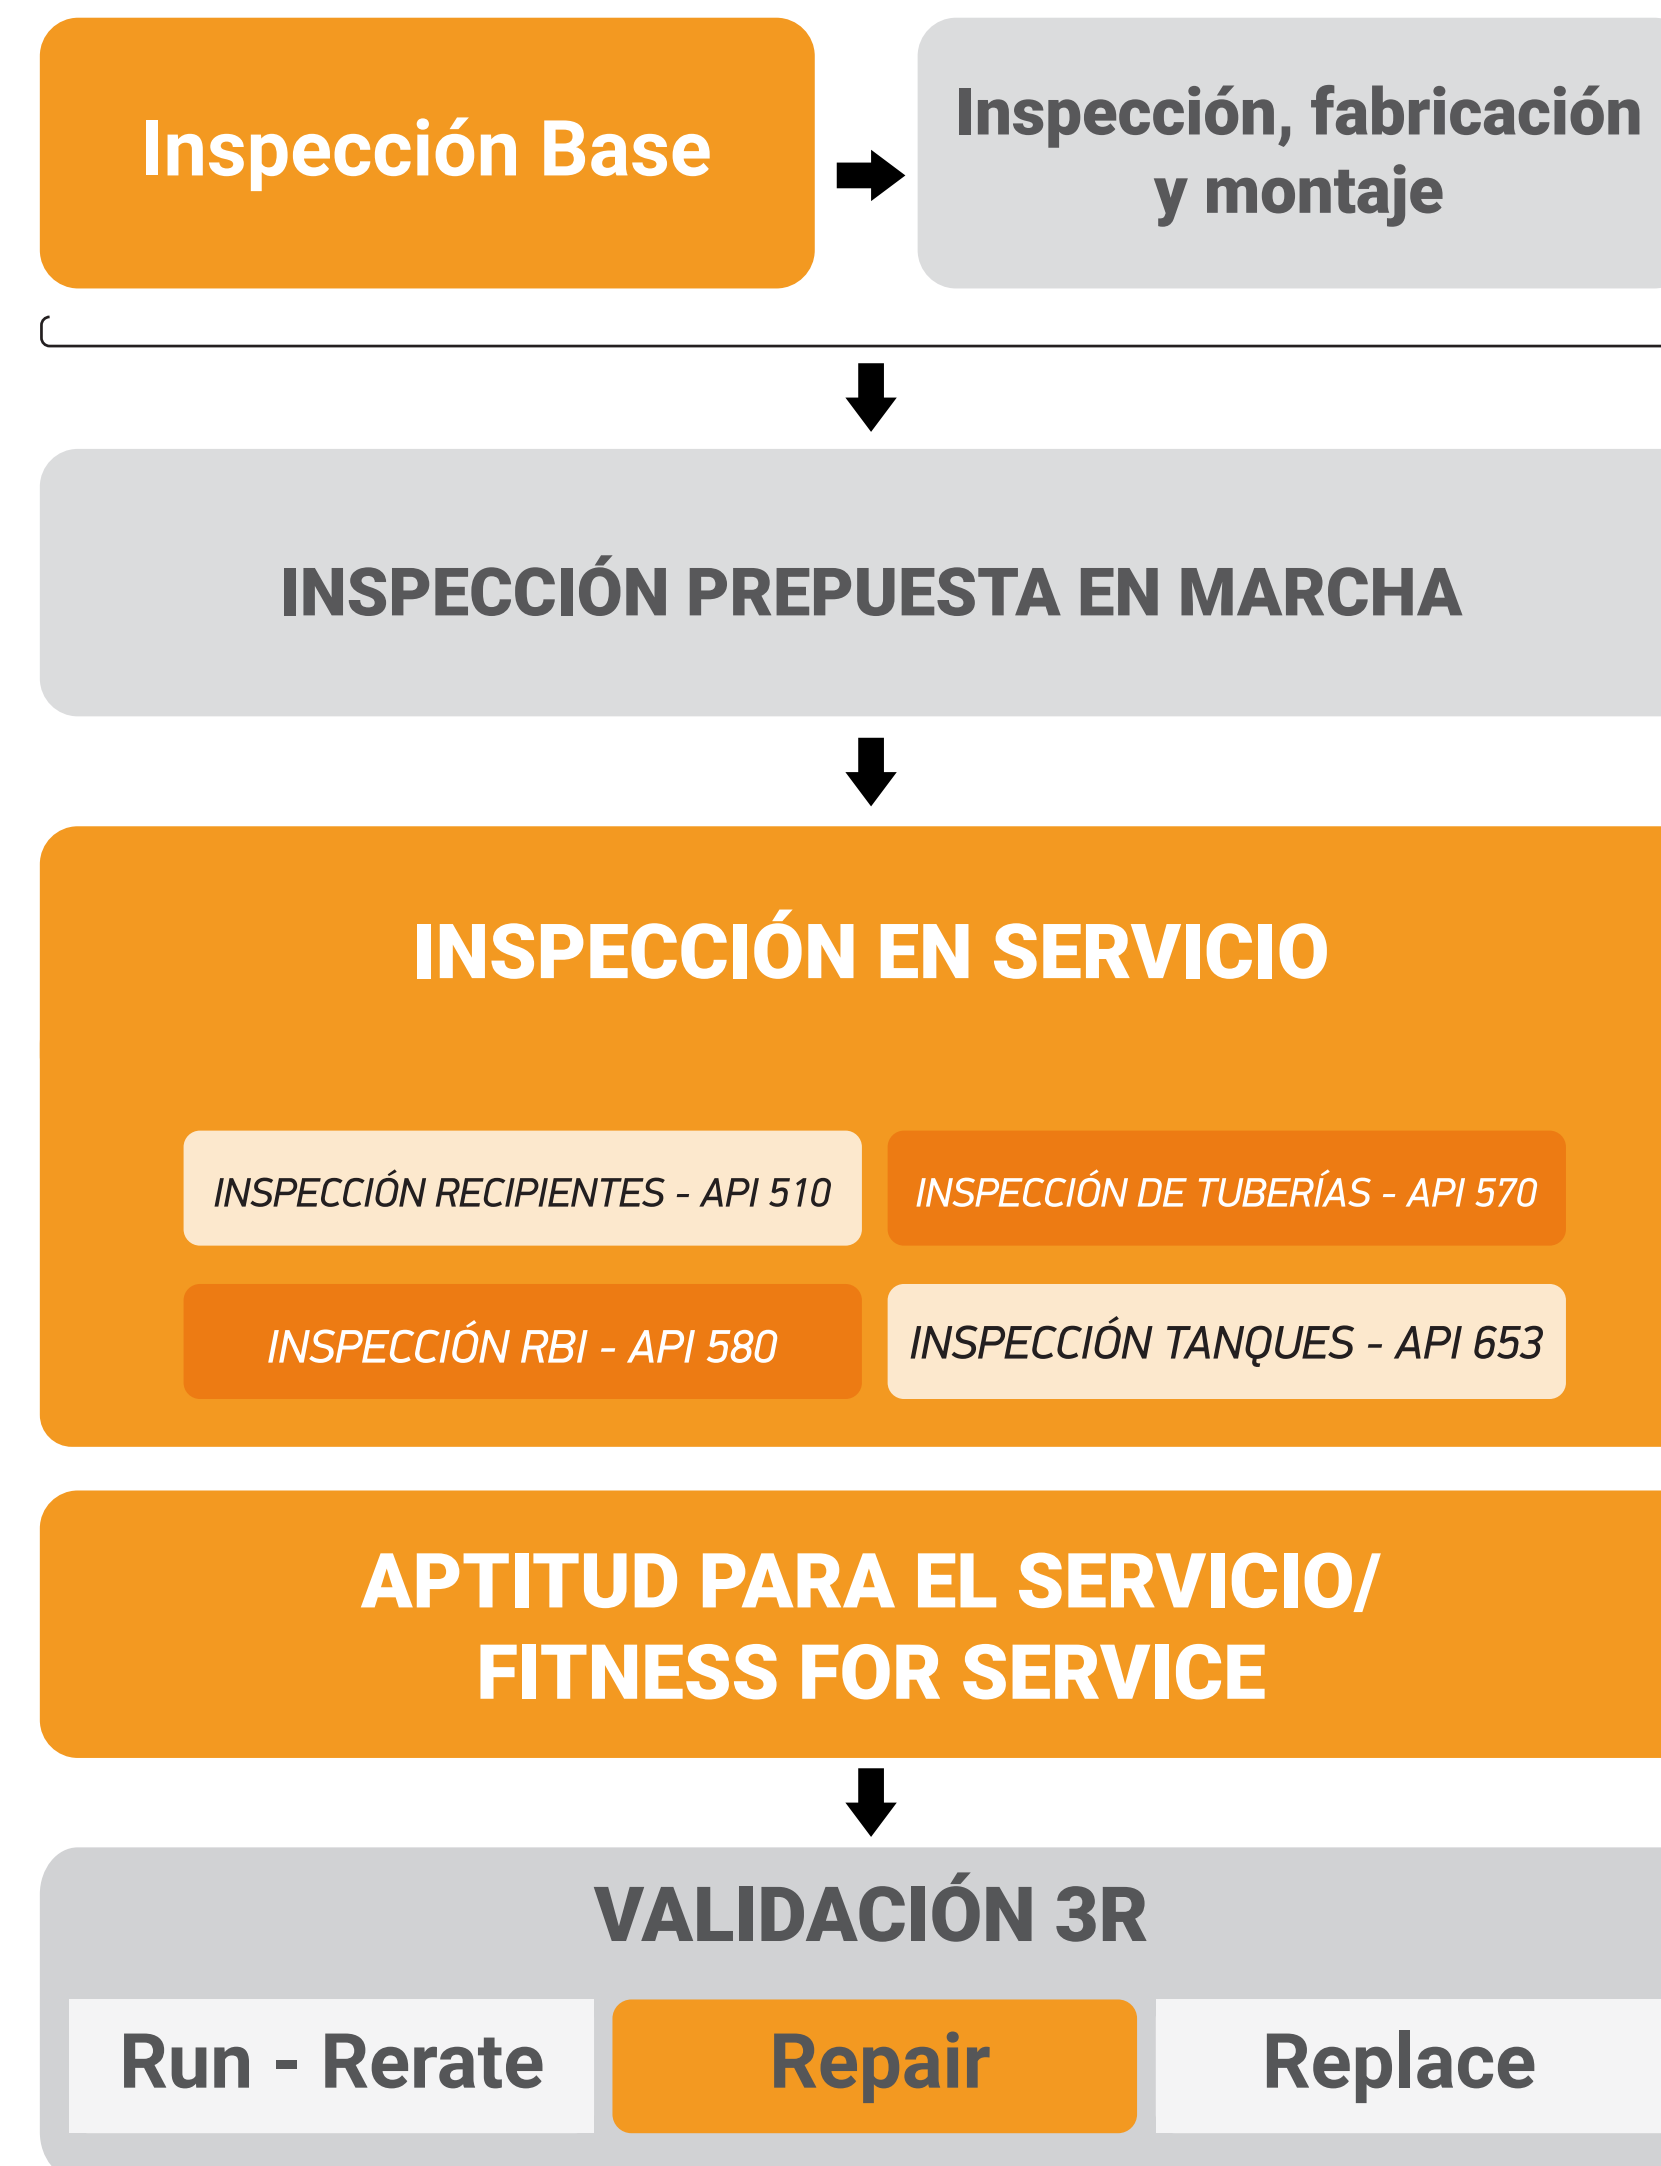 Inspección Base
Inspección, fabricación
y montaje
INSPECCIÓN PREPUESTA EN MARCHA
INSPECCIÓN EN SERVICIO
INSPECCIÓN RECIPIENTES - API 510
INSPECCIÓN DE TUBERÍAS - API 570
INSPECCIÓN RBI - API 580
INSPECCIÓN TANQUES - API 653
APTITUD PARA EL SERVICIO/
FITNESS FOR SERVICE
VALIDACIÓN 3R
Run - Rerate
Repair
Replace